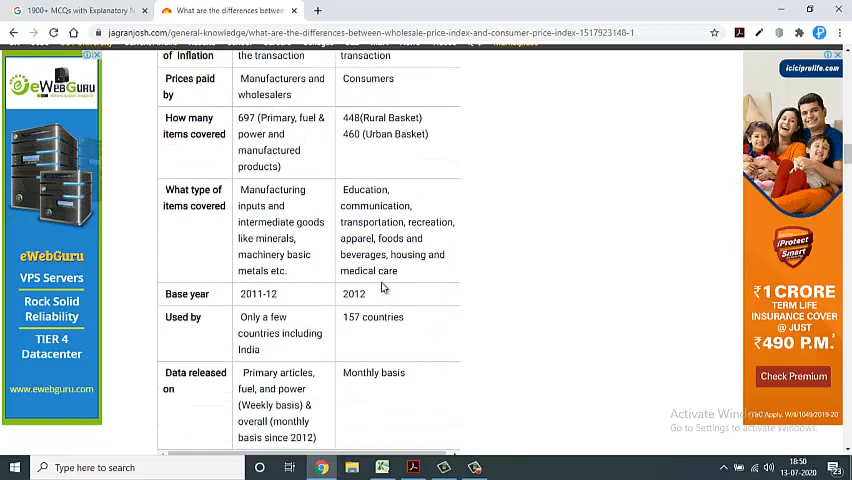 1900+ MCQs with Explanatory N
What are the differences between
jagranjosh.com/general-knowledge/what-are-the-differences-between-wholesale-price-index-and-consumer-price-index-1517923148-1
of Inflation the transaction transaction
Prices paid by Manufacturers and wholesalers Consumers
How many items covered 697 (Primary, fuel & power and manufactured products) 448(Rural Basket) 460 (Urban Basket)
What type of items covered Manufacturing inputs and intermediate goods like minerals, machinery basic metals etc. Education, communication, transportation, recreation, apparel, foods and beverages, housing and medical care
Base year 2011-12 2012
Used by Only a few countries including India 157 countries
Data released on Primary articles, fuel, and power (Weekly basis) & overall (monthly basis since 2012) Monthly basis
eWebGuru
eWebGuru
VPS Servers
Rock Solid
Infrastructure
TIER 4
Datacenter
www.ewebguru.com
iciciprulife.com
iProtect
Smart
₹1 CRORE
TERM LIFE
INSURANCE COVER
@ JUST
₹490 P.M.
Check Premium
Activate Wind
Go to Settings to activate Windows.
Type here to search
18:50
13-07-2020
23